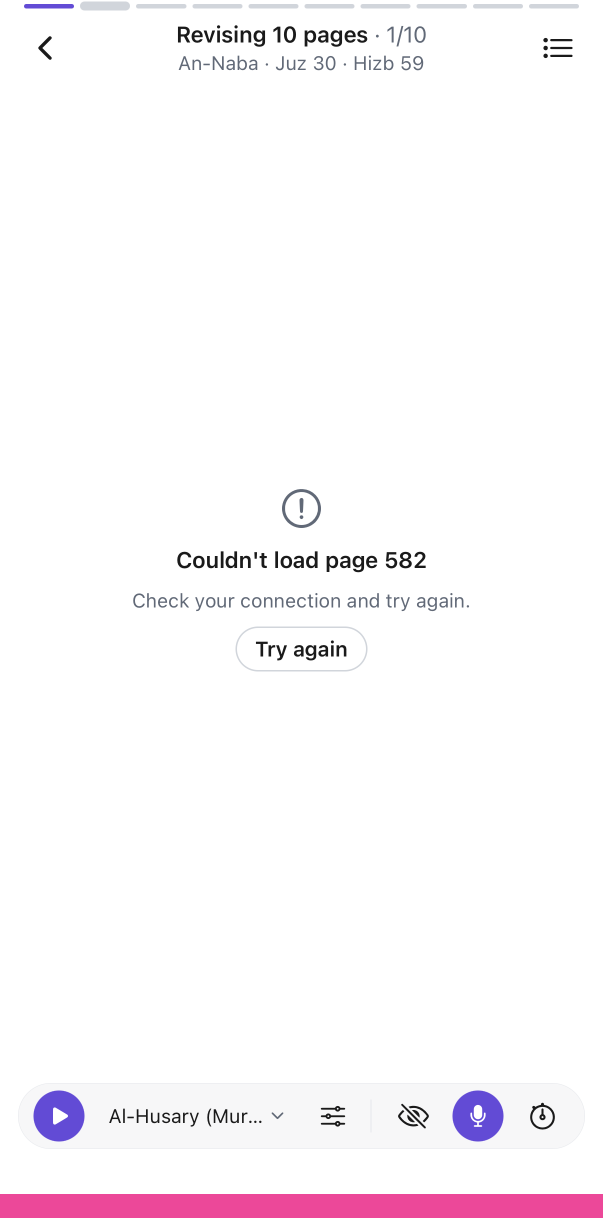 Revising 10 pages · 1/10
An-Naba · Juz 30 · Hizb 59
Couldn't load page 582
Check your connection and try again.
Try again
Al-Husary (Mur...